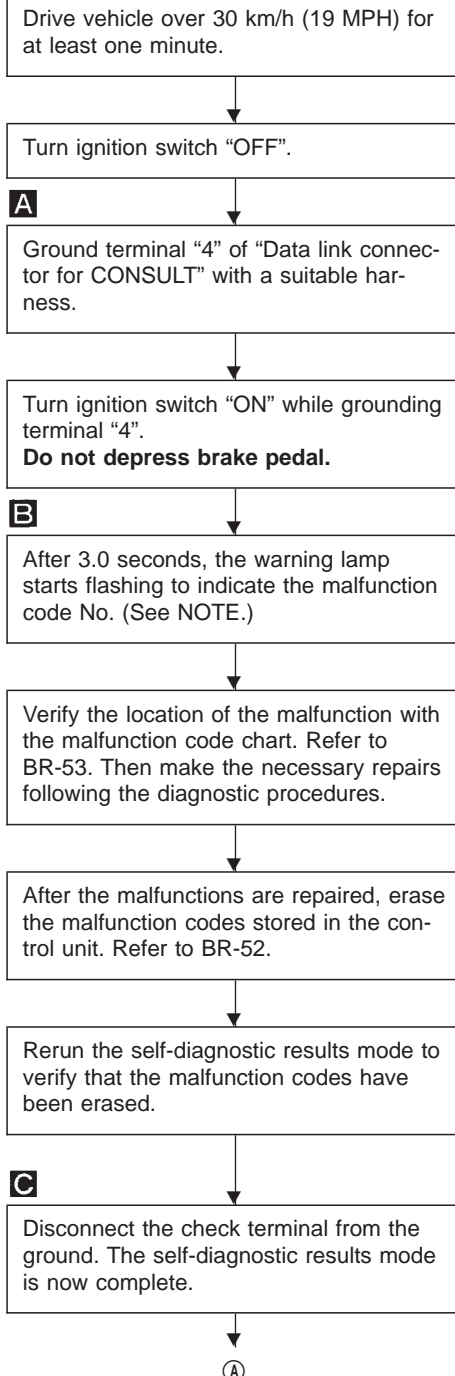 Drive vehicle over 30 km/h (19 MPH) for
at least one minute.
Turn ignition switch “OFF”.
A
Ground terminal “4” of “Data link connec-
tor for CONSULT” with a suitable har-
ness.
Turn ignition switch “ON” while grounding
terminal “4”.
Do not depress brake pedal.
B
After 3.0 seconds, the warning lamp
starts flashing to indicate the malfunction
code No. (See NOTE.)
Verify the location of the malfunction with
the malfunction code chart. Refer to
BR-53. Then make the necessary repairs
following the diagnostic procedures.
After the malfunctions are repaired, erase
the malfunction codes stored in the con-
trol unit. Refer to BR-52.
Rerun the self-diagnostic results mode to
verify that the malfunction codes have
been erased.
C
Disconnect the check terminal from the
ground. The self-diagnostic results mode
is now complete.
Ⓐ